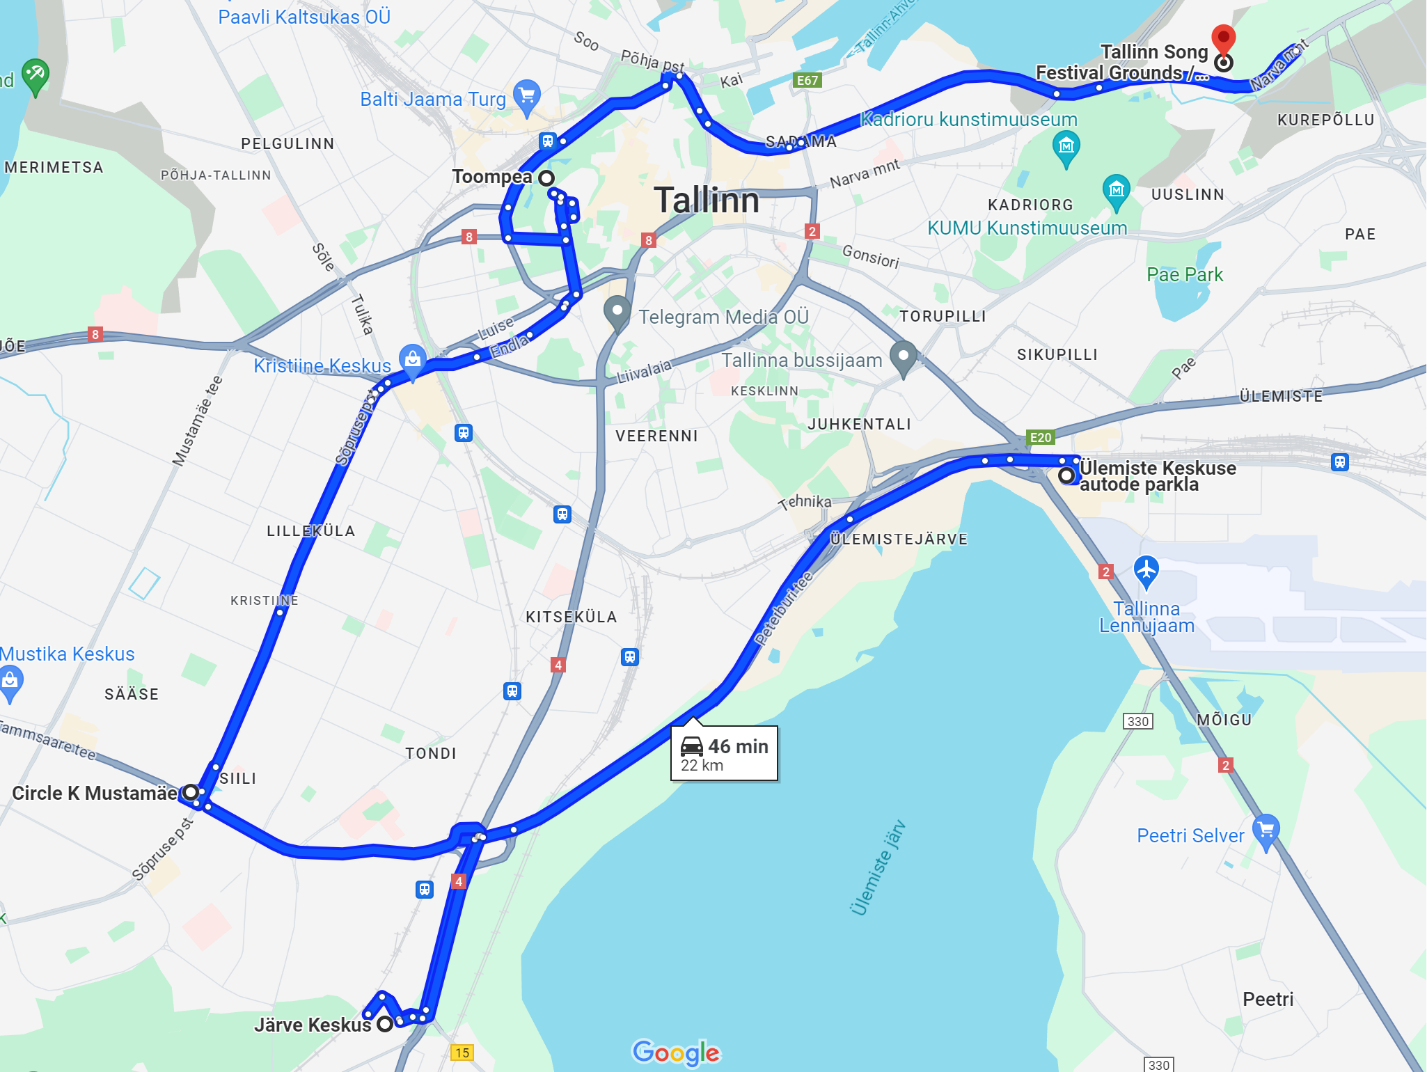 Paavli Kaltsukas OÜ
Soo
Põhja pst
Kai
Tallinn Song
Festival Grounds /...
Narva mnt
E67
Balti Jaama Turg
Kadrioru kunstimuuseum
KUREPÕLLU
SADAMA
PELGULINN
MERIMETSA
PÕHJA-TALLINN
Toompea
Tallinn
Narva mnt
UUSLINN
KADRIORG
KUMU Kunstimuuseum
PAE
8
8
2
Sõle
Gonsiori
Pae Park
Tulika
Telegram Media OÜ
TORUPILLI
8
Luise
Endla
Kristiine Keskus
Tallinna bussijaam
SIKUPILLI
Pae
Liivalaia
KESKLINN
ÜLEMISTE
Mustamäe tee
Sõpruse pst
VEERENNI
JUHKENTALI
E20
Ülemiste Keskuse
autode parkla
Tehnika
LILLEKÜLA
ÜLEMISTEJÄRVE
2
KRISTIINE
KITSEKÜLA
Peterburi tee
Tallinna
Lennujaam
Mustika Keskus
4
SÄÄSE
330
MÕIGU
Tammsaare tee
TONDI
46 min
22 km
2
SIILI
Circle K Mustamäe
Sõpruse pst
Peetri Selver
Ülemiste järv
4
Peetri
Järve Keskus
15
Google
330